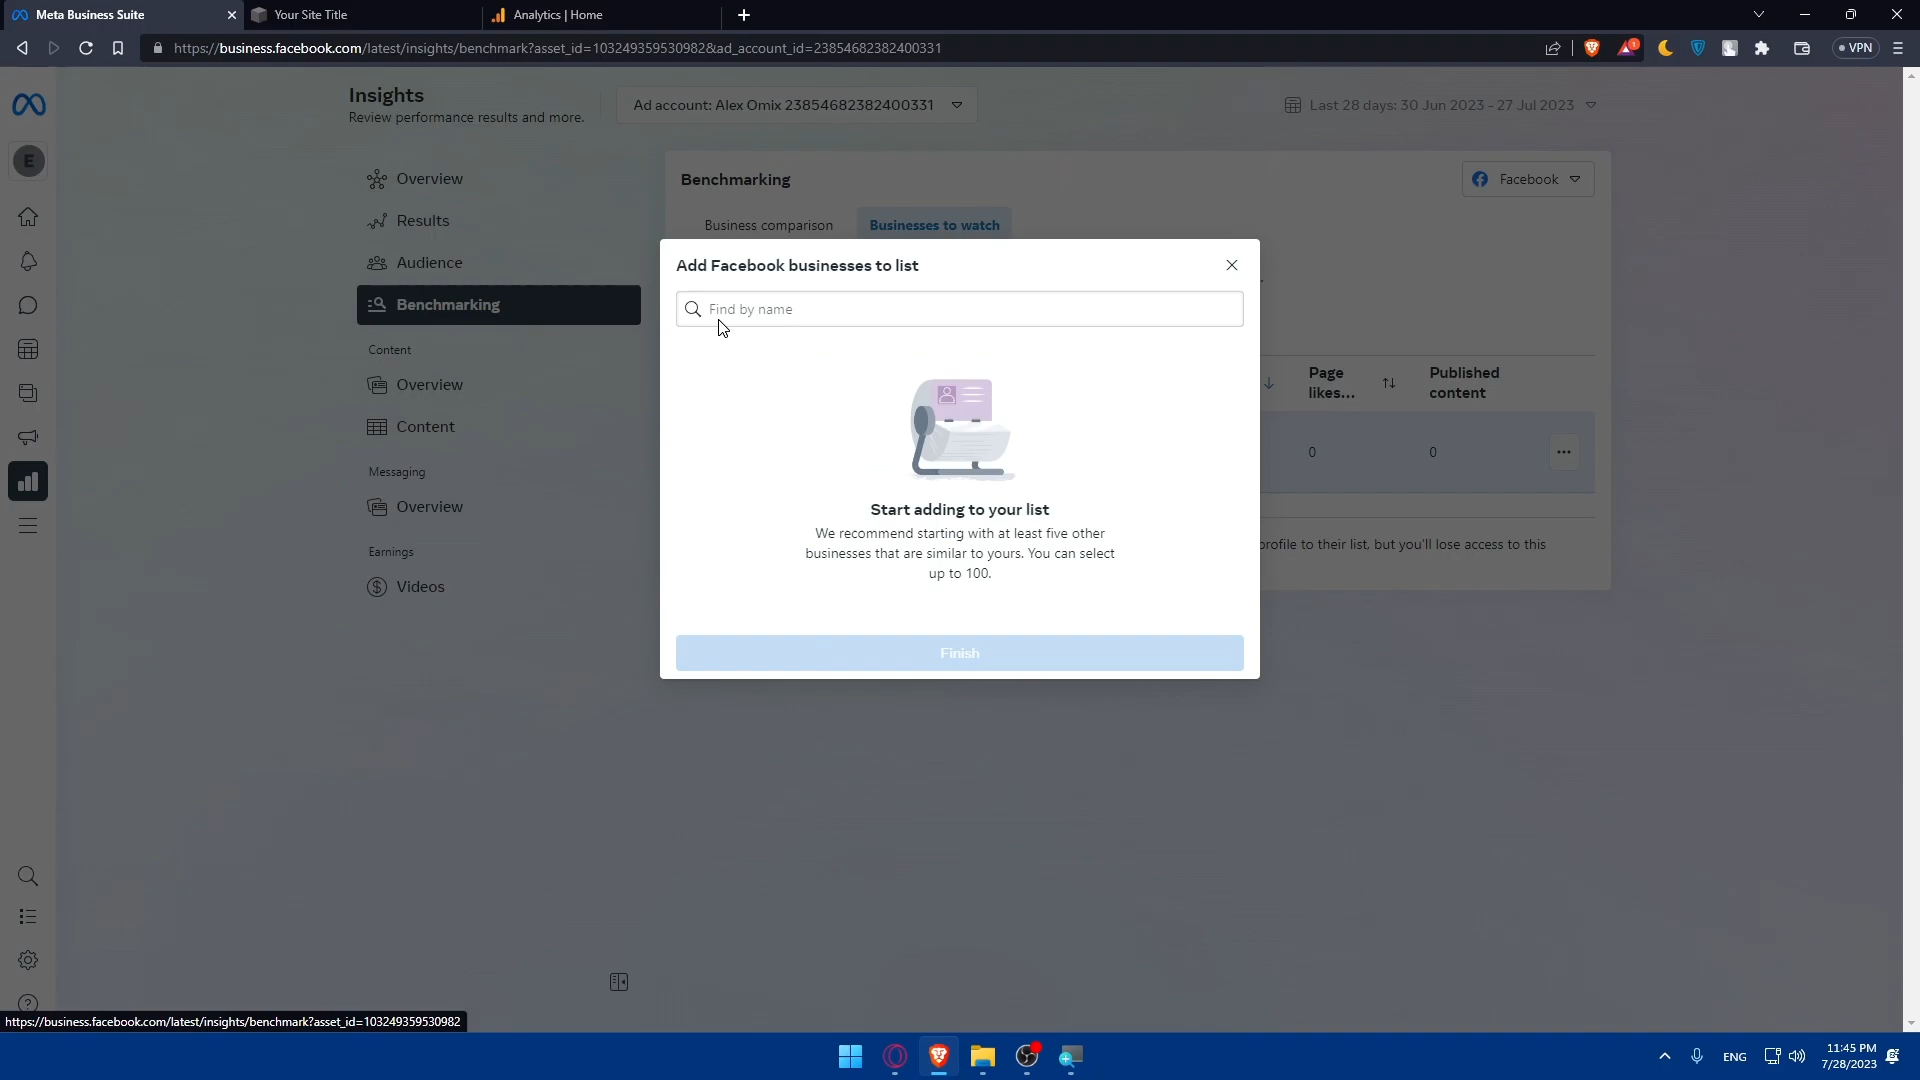 Meta Business Suite
Your Site Title
Analytics | Home
https://business.facebook.com/latest/insights/benchmark?asset_id=103249359530982&ad_account_id=23854682382400331
1
VPN
Insights
Review performance results and more.
Ad account: Alex Omix 23854682382400331
Last 28 days: 30 Jun 2023 - 27 Jul 2023
E
Overview
Results
Audience
Benchmarking
Content
Overview
Content
Messaging
Overview
Earnings
Videos
Benchmarking
Facebook
Business comparison
Businesses to watch
Add Facebook businesses to list
Find by name
Start adding to your list
We recommend starting with at least five other
businesses that are similar to yours. You can select
up to 100.
Finish
Page
likes...
Published
content
0
0
profile to their list, but you'll lose access to this
https://business.facebook.com/latest/insights/benchmark?asset_id=103249359530982
ENG
11:45 PM
7/28/2023